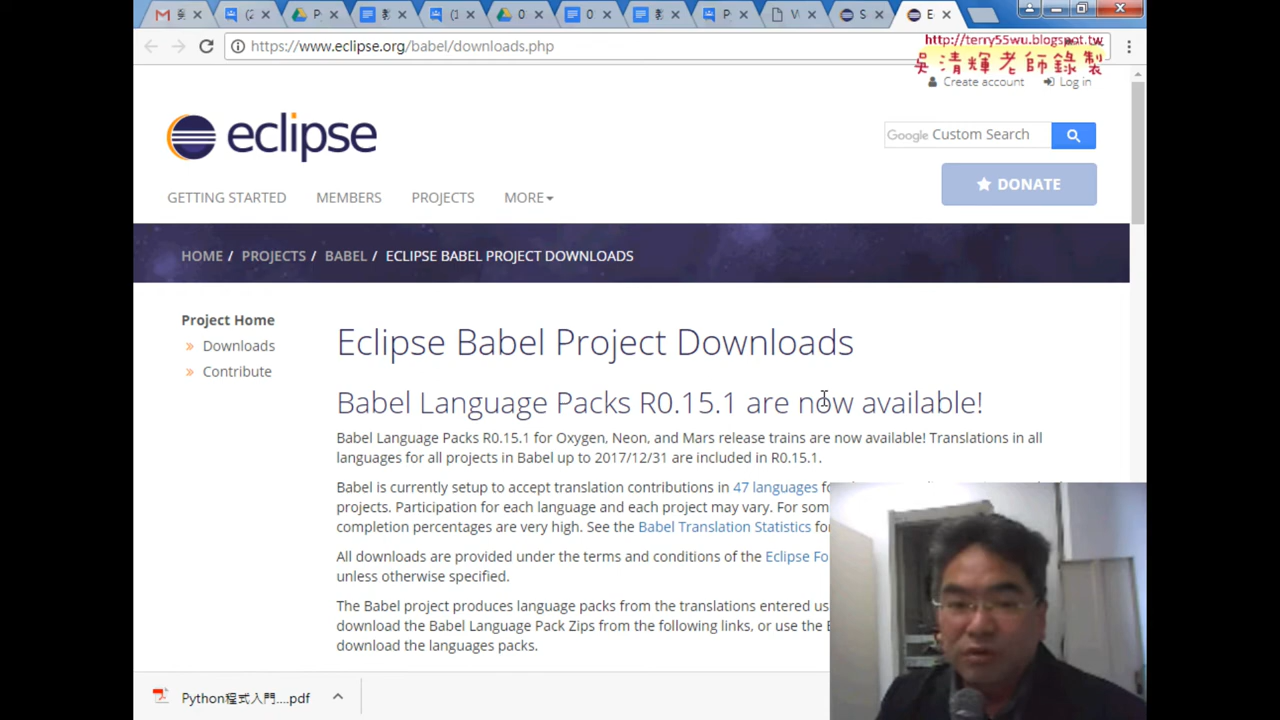 https://www.eclipse.org/babel/downloads.php
http://terry55wu.blogspot.tw
吳清輝老師錄製
Create account
Log in
eclipse
Google Custom Search
DONATE
GETTING STARTED
MEMBERS
PROJECTS
MORE
HOME / PROJECTS / BABEL / ECLIPSE BABEL PROJECT DOWNLOADS
Project Home
Downloads
Contribute
Eclipse Babel Project Downloads
Babel Language Packs R0.15.1 are now available!
Babel Language Packs R0.15.1 for Oxygen, Neon, and Mars release trains are now available! Translations in all
languages for all projects in Babel up to 2017/12/31 are included in R0.15.1.
Babel is currently setup to accept translation contributions in 47 languages
projects. Participation for each language and each project may vary. For som
completion percentages are very high. See the Babel Translation Statistics for
All downloads are provided under the terms and conditions of the Eclipse Fo
unless otherwise specified.
The Babel project produces language packs from the translations entered us
download the Babel Language Pack Zips from the following links, or use the
download the languages packs.
Python程式入門....pdf